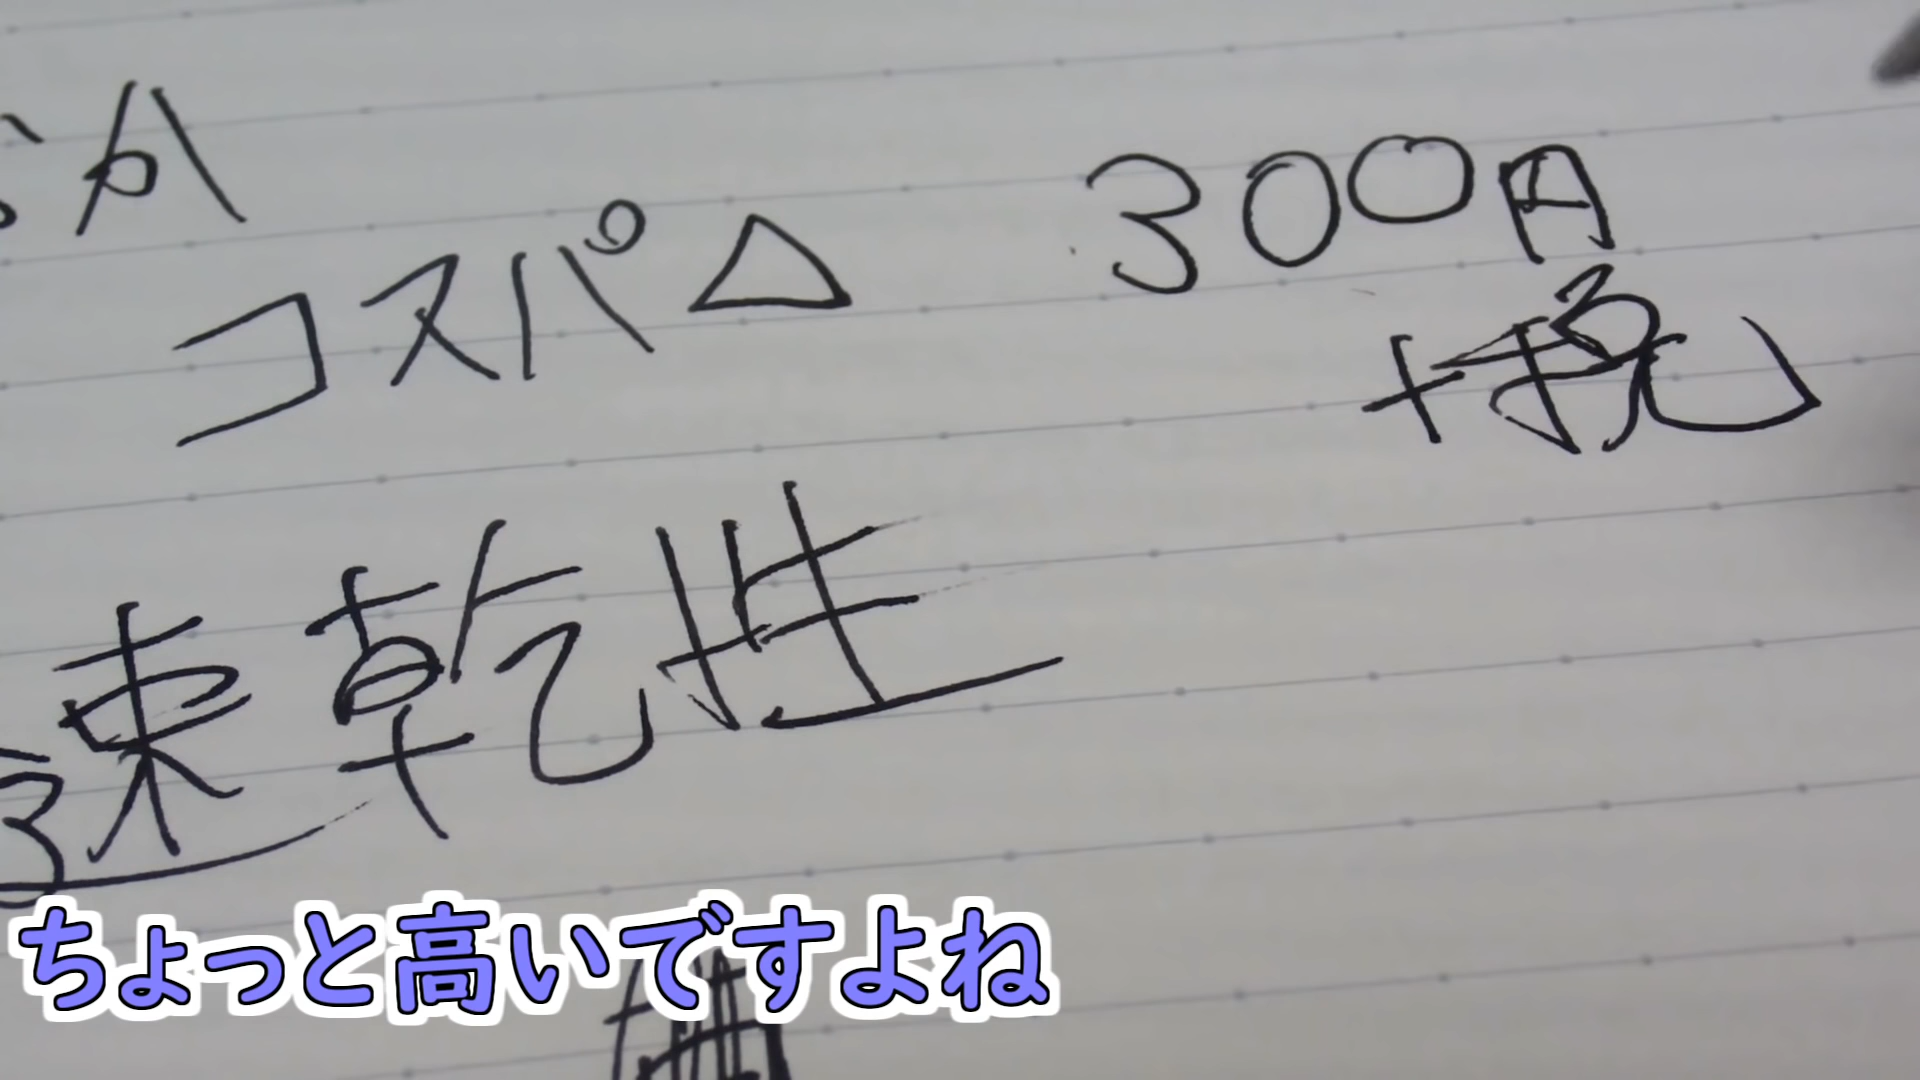 コスパ△ 300円
+税
速乾性
ちょっと高いですよね